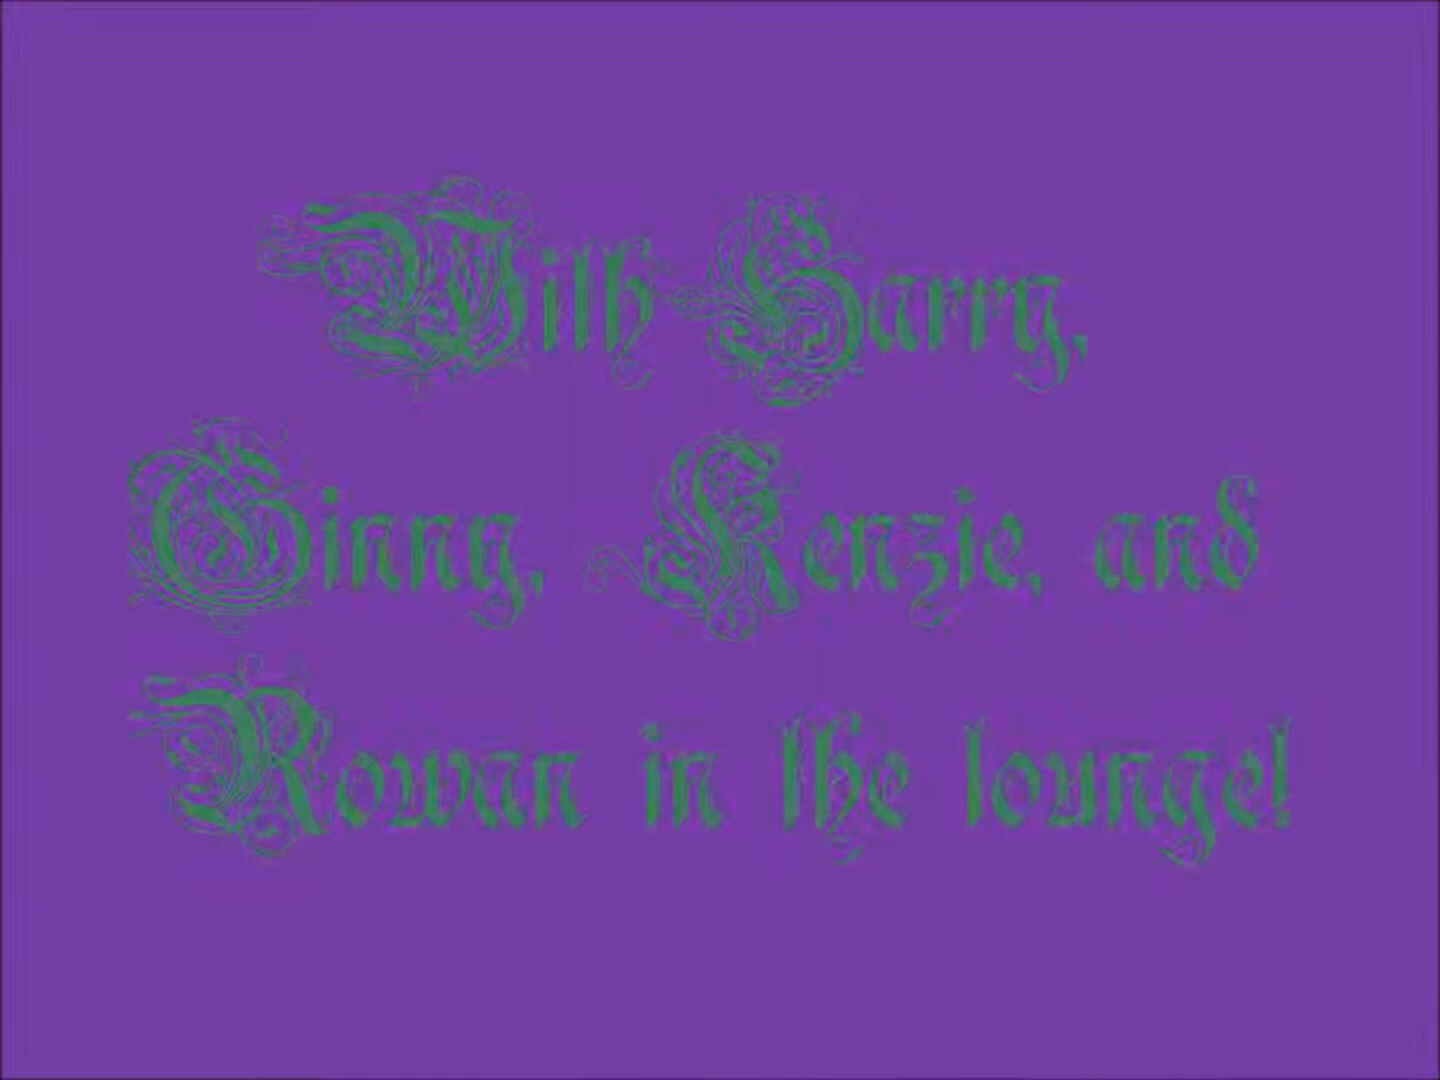 With Harry,
Ginny, Kenzie, and
Rowan in the lounge!